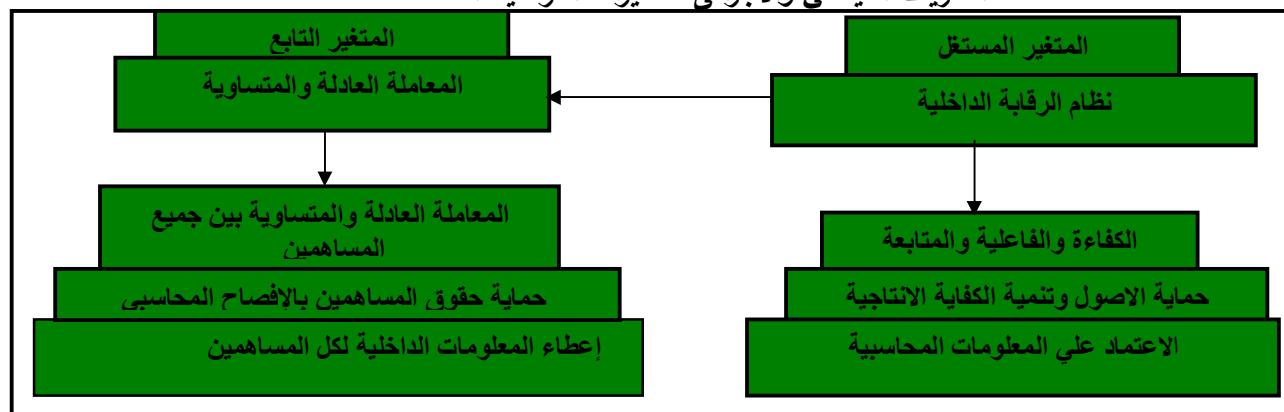 المتغير المستقل
نظام الرقابة الداخلية
الكفاءة والفاعلية والمتابعة
حماية الاصول وتنمية الكفاية الانتاجية
الاعتماد علي المعلومات المحاسبية
المتغير التابع
المعاملة العادلة والمتساوية
المعاملة العادلة والمتساوية بين جميع
المساهمين
حماية حقوق المساهمين بالإفصاح المحاسبي
إعطاء المعلومات الداخلية لكل المساهمين